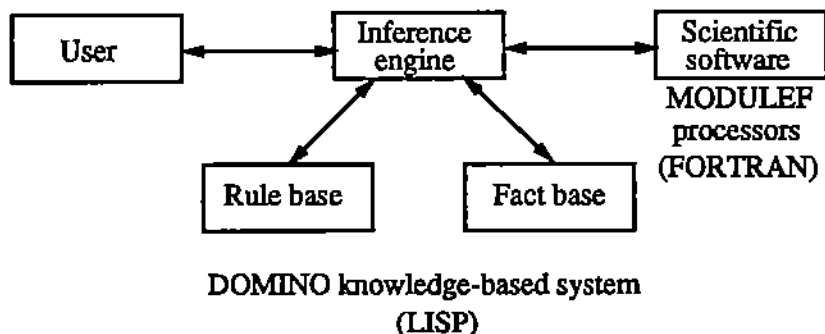 User
Inference
engine
Scientific
software
MODULEF
processors
(FORTRAN)
Rule base
Fact base
DOMINO knowledge-based system
(LISP)